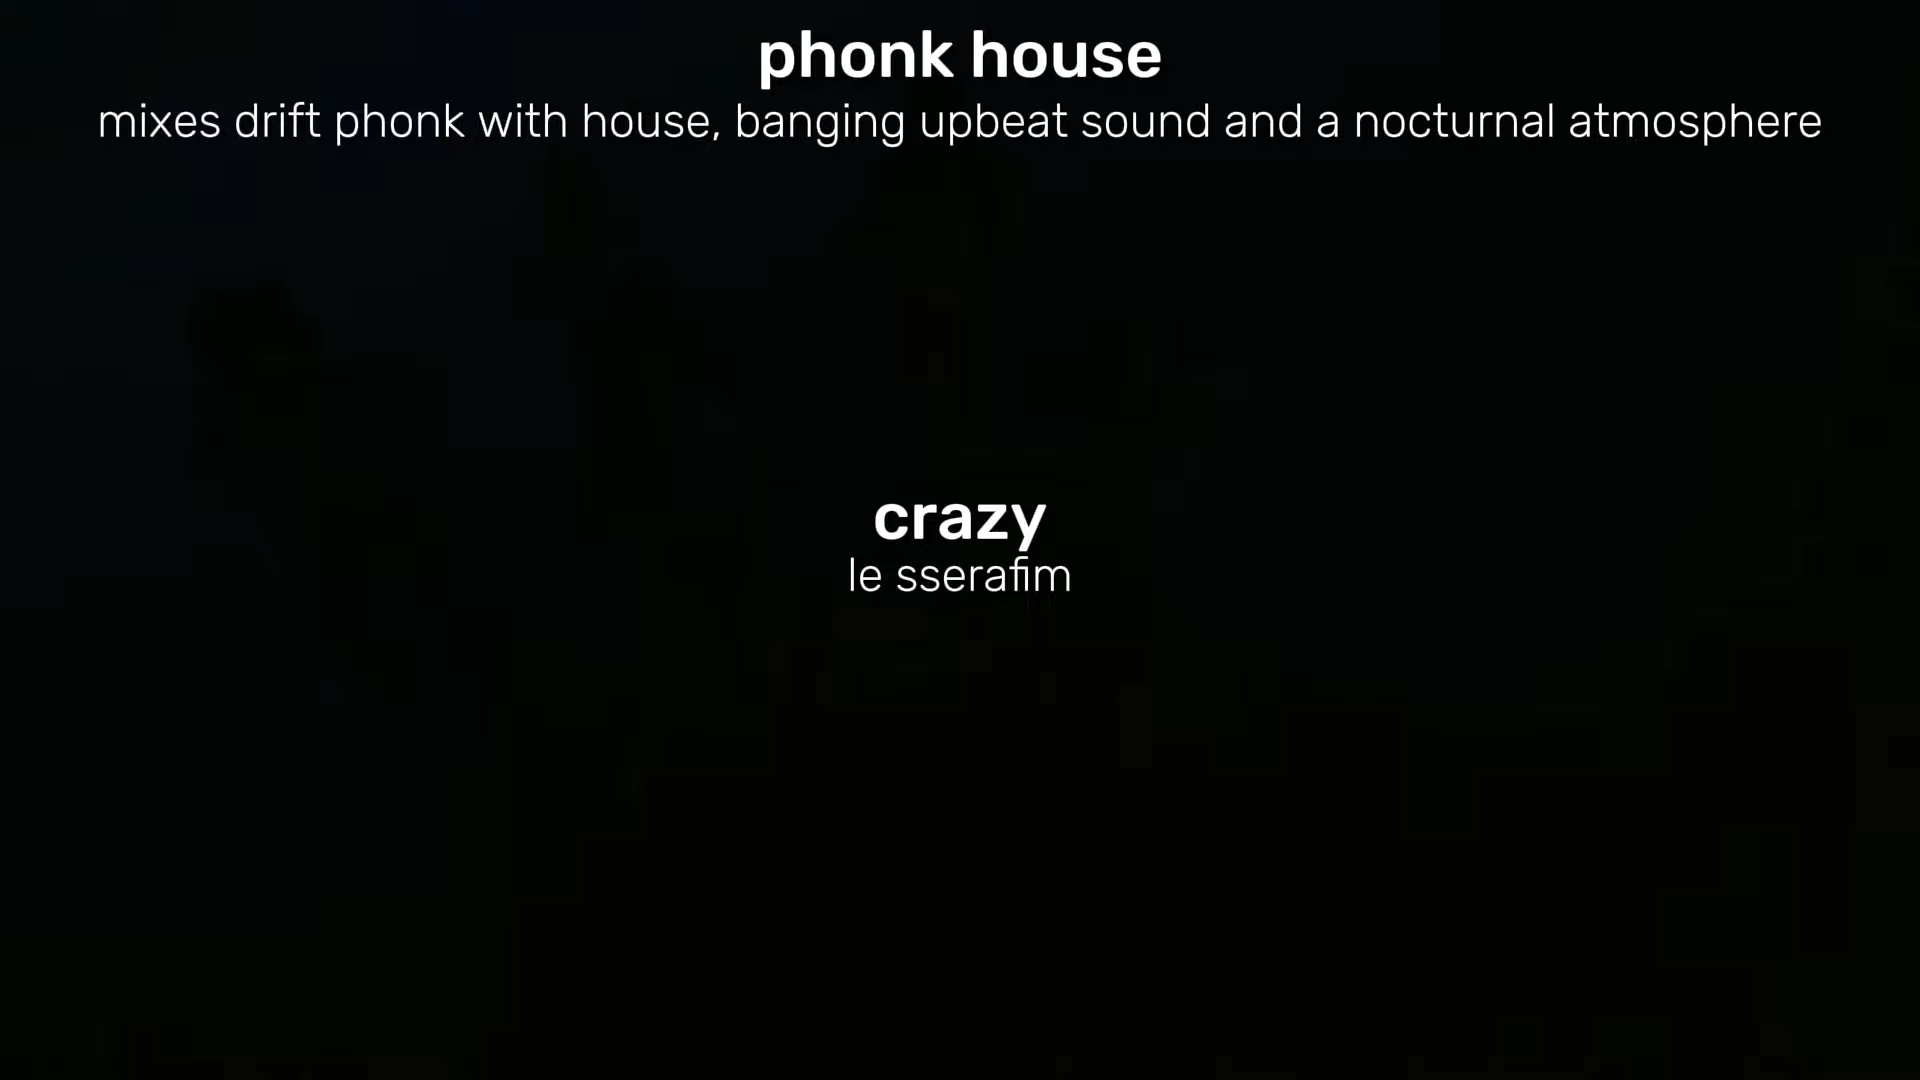 phonk house
mixes drift phonk with house, banging upbeat sound and a nocturnal atmosphere
crazy
le sserafim